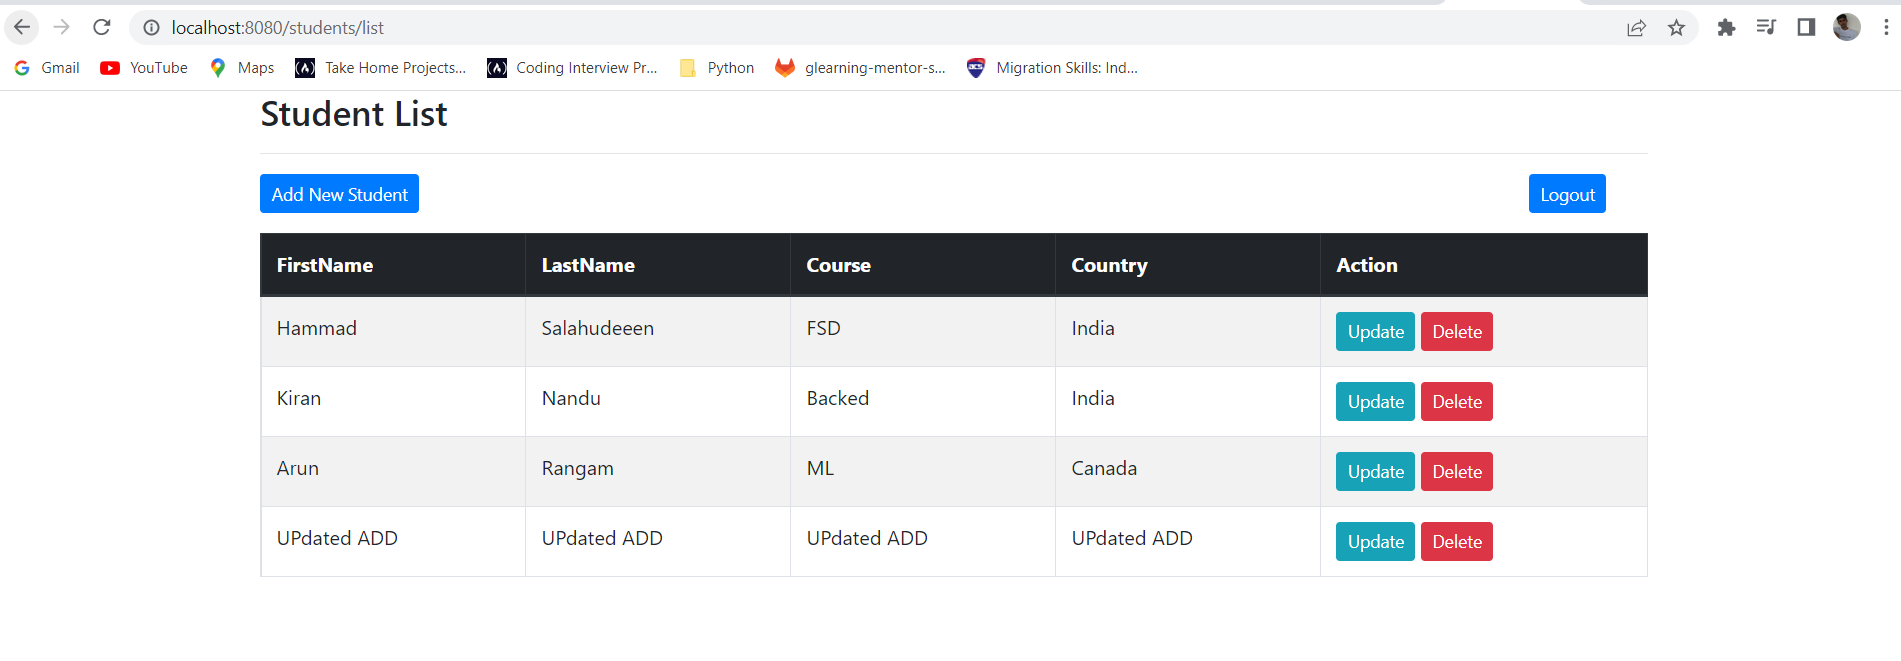 localhost:8080/students/list
Gmail YouTube Maps Take Home Projects... Coding Interview Pr... Python glearning-mentor-s... Migration Skills: Ind...
Student List
Add New Student Logout
FirstName LastName Course Country Action
Hammad Salahudeeen FSD India Update Delete
Kiran Nandu Backed India Update Delete
Arun Rangam ML Canada Update Delete
UPdated ADD UPdated ADD UPdated ADD UPdated ADD Update Delete